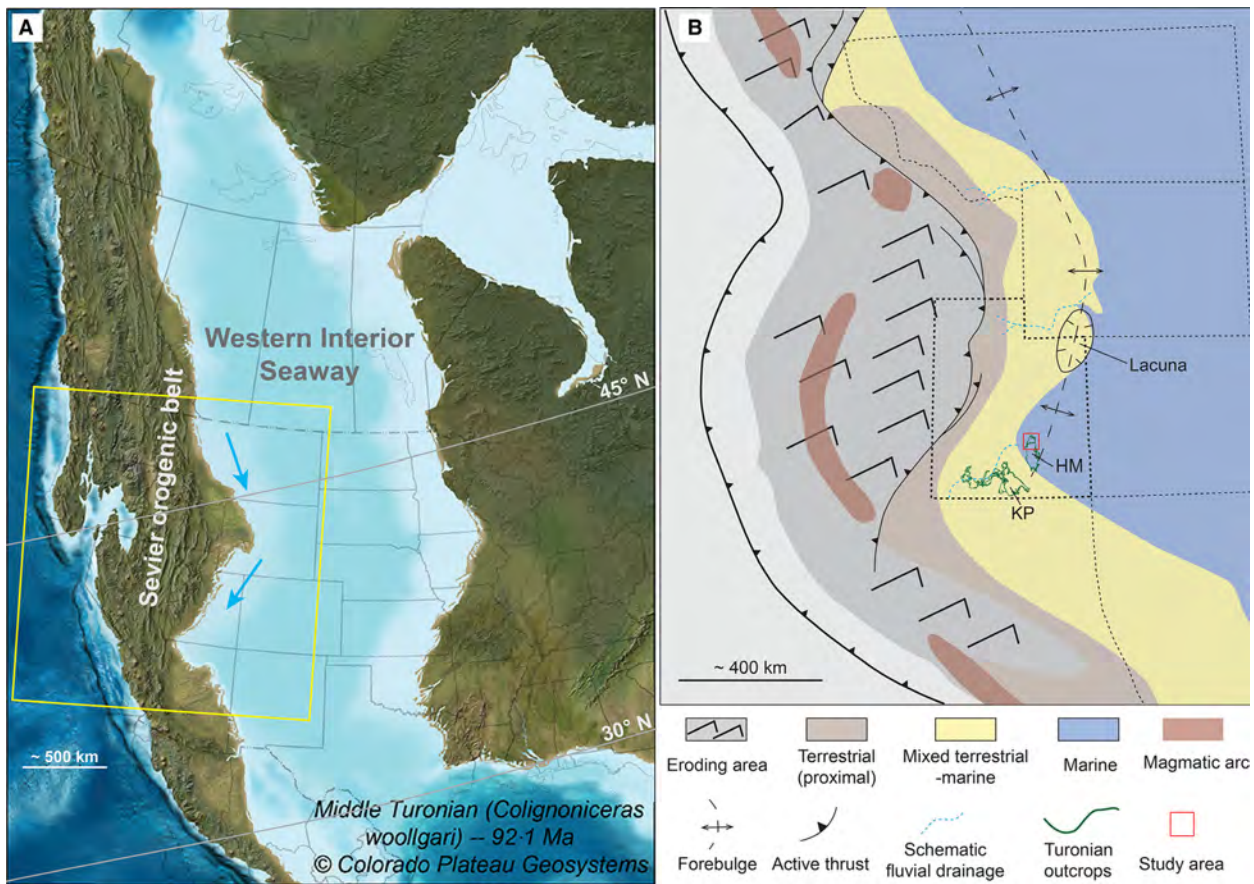 A
Western Interior
Seaway
Sevier orogenic belt
45° N
30° N
~ 500 km
Middle Turonian (Colignoniceras
woollgari) -- 92·1 Ma
© Colorado Plateau Geosystems
B
Lacuna
HM
KP
~ 400 km
Eroding area
Terrestrial
(proximal)
Mixed terrestrial
-marine
Marine
Magmatic arc
Forebulge
Active thrust
Schematic
fluvial drainage
Turonian
outcrops
Study area